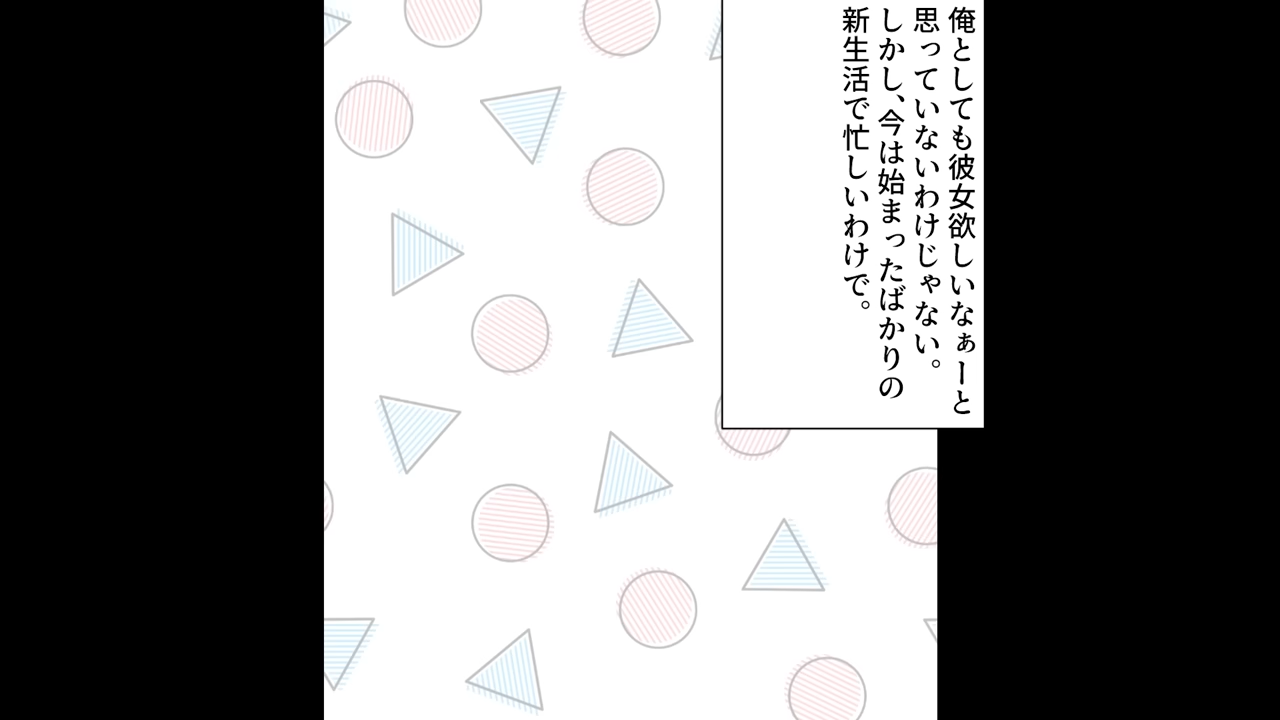 俺としても彼女欲しいなぁーと
思っていないわけじゃない。
しかし、今は始まったばかりの
新生活で忙しいわけで。